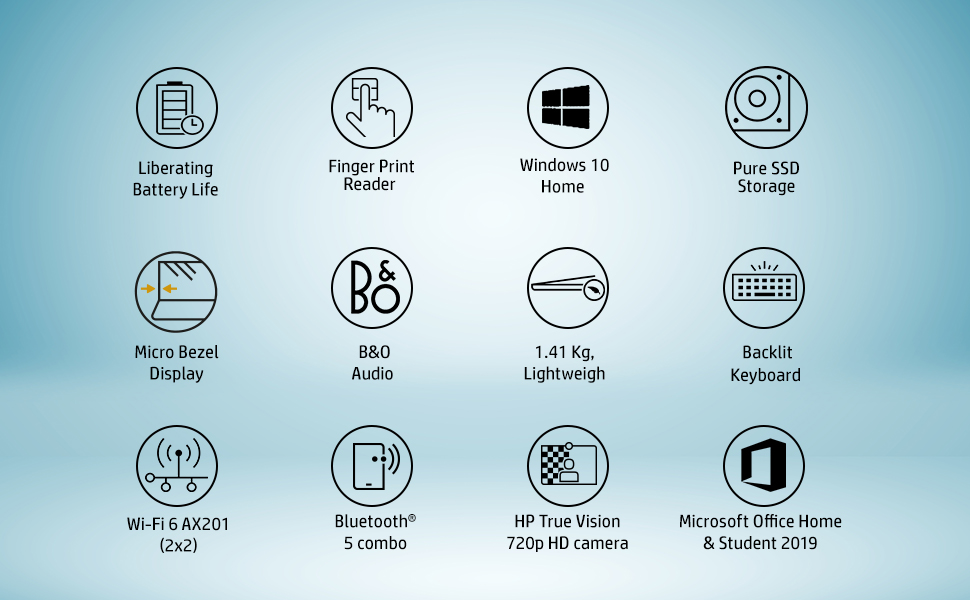 Liberating
Battery Life
Finger Print
Reader
Windows 10
Home
Pure SSD
Storage
Micro Bezel
Display
B&O
B&O
Audio
1.41 Kg,
Lightweigh
Backlit
Keyboard
Wi-Fi 6 AX201
(2x2)
Bluetooth®
5 combo
HP True Vision
720p HD camera
Microsoft Office Home
& Student 2019